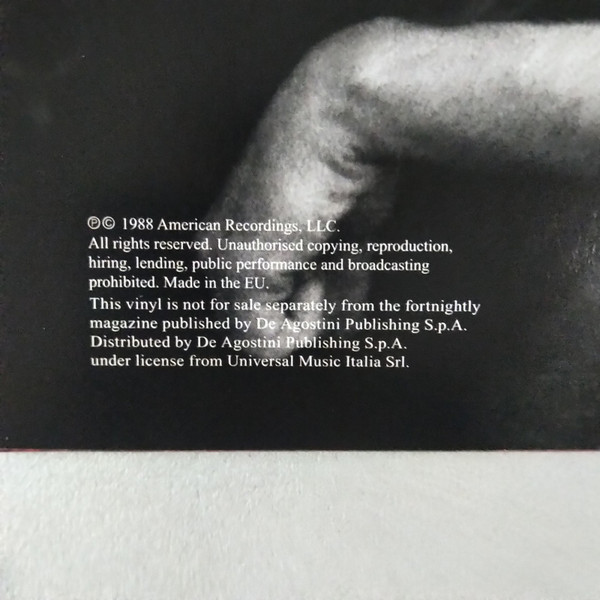 ℗© 1988 American Recordings, LLC.
All rights reserved. Unauthorised copying, reproduction,
hiring, lending, public performance and broadcasting
prohibited. Made in the EU.
This vinyl is not for sale separately from the fortnightly
magazine published by De Agostini Publishing S.p.A.
Distributed by De Agostini Publishing S.p.A.
under license from Universal Music Italia Srl.